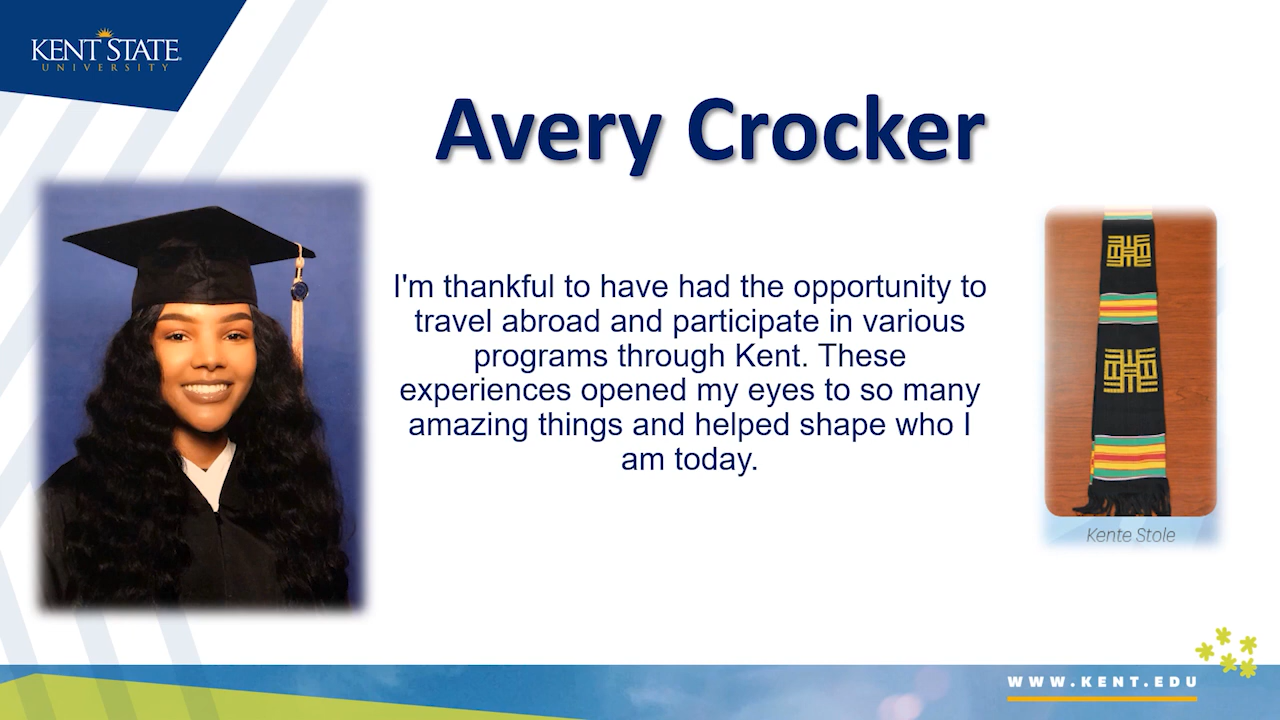 KENT STATE
UNIVERSITY
Avery Crocker
I'm thankful to have had the opportunity to
travel abroad and participate in various
programs through Kent. These
experiences opened my eyes to so many
amazing things and helped shape who I
am today.
Kente Stole
WWW.KENT.EDU